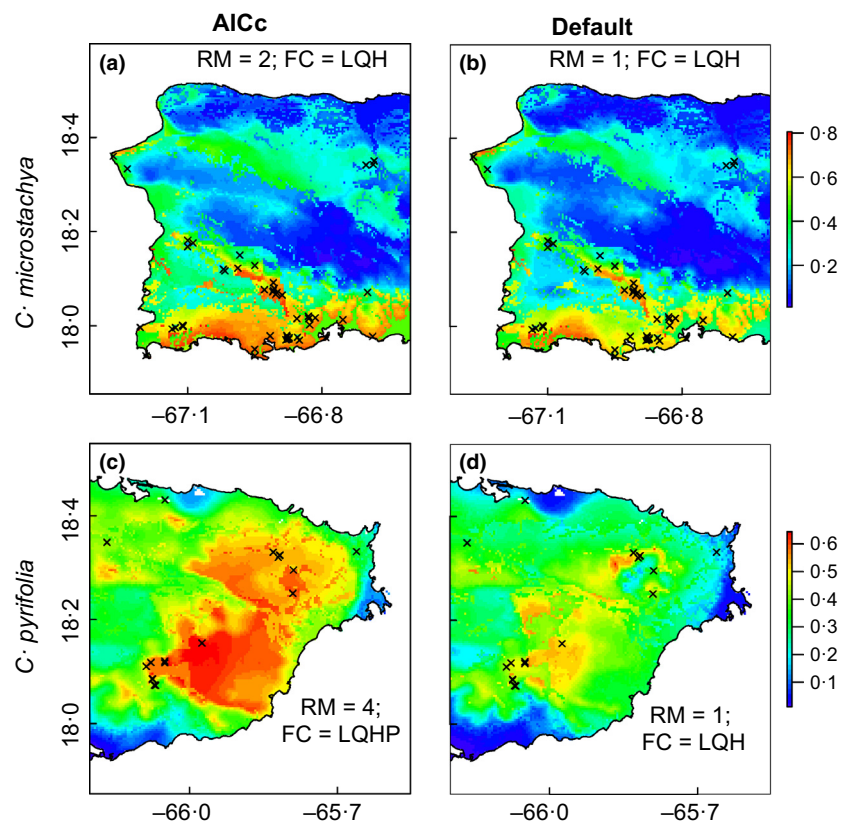 AICc
Default
(a)
RM = 2; FC = LQH
(b)
RM = 1; FC = LQH
C· microstachya
18·4
18·2
18·0
0·8
0·6
0·4
0·2
–67·1
–66·8
–67·1
–66·8
(c)
(d)
C· pyrifolia
18·4
18·2
18·0
RM = 4;
FC = LQHP
RM = 1;
FC = LQH
0·6
0·5
0·4
0·3
0·2
0·1
–66·0
–65·7
–66·0
–65·7